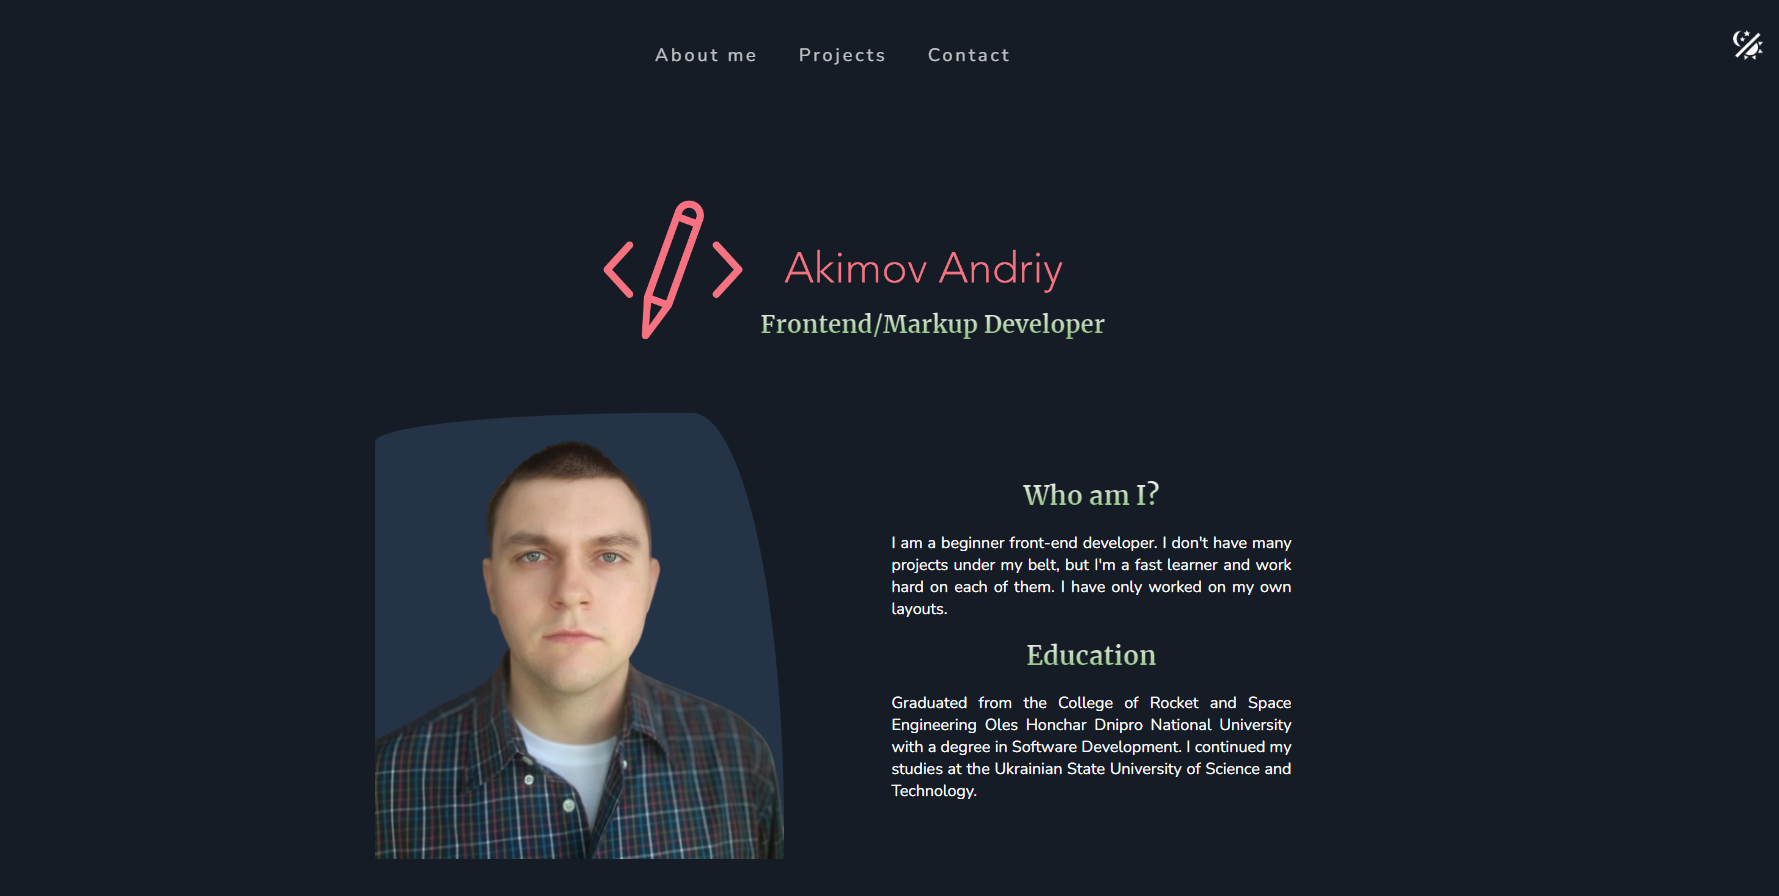 About me Projects Contact
Akimov Andriy
Frontend/Markup Developer
Who am I?
I am a beginner front-end developer. I don't have many
projects under my belt, but I'm a fast learner and work
hard on each of them. I have only worked on my own
layouts.
Education
Graduated from the College of Rocket and Space
Engineering Oles Honchar Dnipro National University
with a degree in Software Development. I continued my
studies at the Ukrainian State University of Science and
Technology.